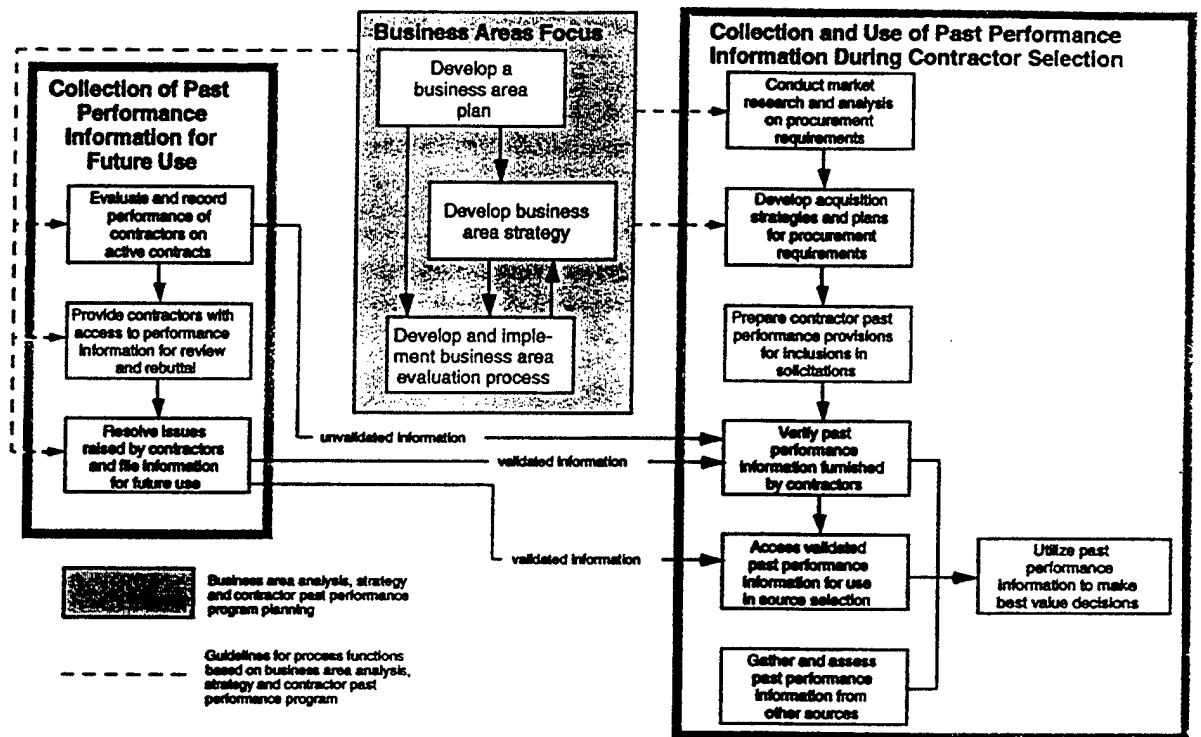 Collection of Past
Performance
Information for
Future Use
Evaluate and record
performance of
contractors on
active contracts
Provide contractors with
access to performance
information for review
and rebuttal
Resolve issues
raised by contractors
and file information
for future use
Business Areas Focus
Develop a
business area
plan
Develop business
area strategy
Develop and imple-
ment business area
evaluation process
unvalidated information
validated information
validated information
Collection and Use of Past Performance
Information During Contractor Selection
Conduct market
research and analysis
on procurement
requirements
Develop acquisition
strategies and plans
for procurement
requirements
Prepare contractor past
performance provisions
for inclusions in
solicitations
Verify past
performance
information furnished
by contractors
Access validated
past performance
information for use
in source selection
Gather and assess
past performance
information from
other sources
Utilize past
performance
information to make
best value decisions
Business area analysis, strategy
and contractor past performance
program planning
Guidelines for process functions
based on business area analysis,
strategy and contractor past
performance program